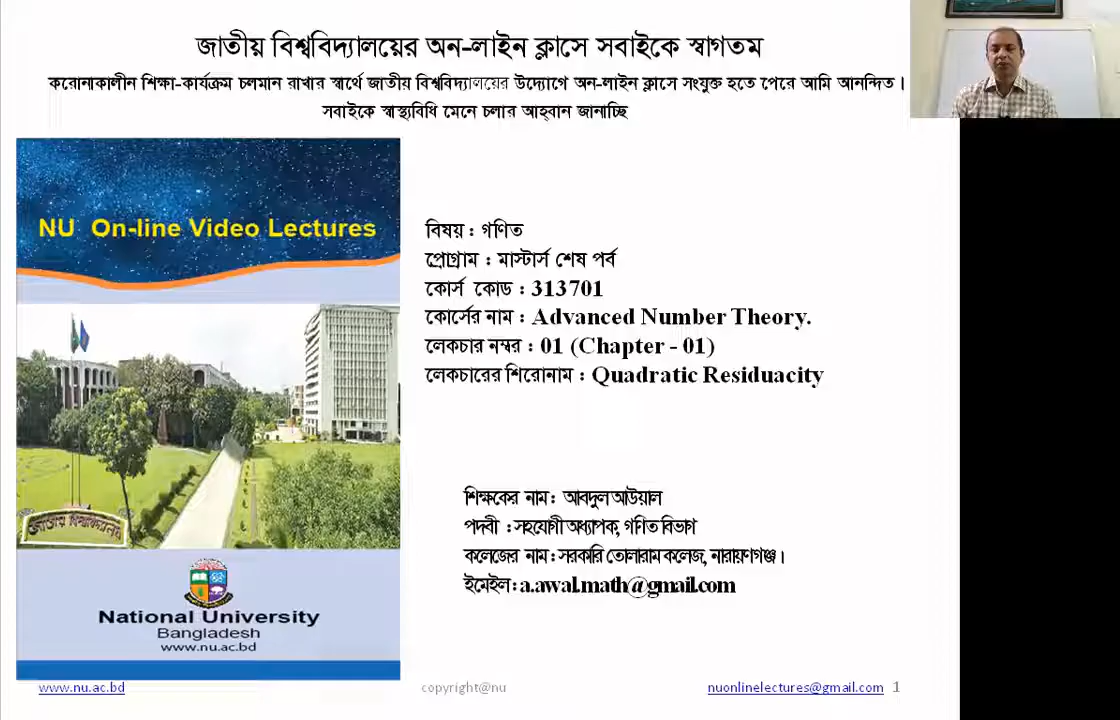 জাতীয় বিশ্ববিদ্যালয়ের অন-লাইন ক্লাসে সবাইকে স্বাগতম
করোনাকালীন শিক্ষা-কার্যক্রম চলমান রাখার স্বার্থে জাতীয় বিশ্ববিদ্যালয়ের উদ্যোগে অন-লাইন ক্লাসে সংযুক্ত হতে পেরে আমি আনন্দিত।
সবাইকে স্বাস্থ্যবিধি মেনে চলার আহ্বান জানাচ্ছি
NU On-line Video Lectures
বিষয় : গণিত
প্রোগ্রাম : মাস্টার্স শেষ পর্ব
কোর্স কোড : 313701
কোর্সের নাম : Advanced Number Theory.
লেকচার নম্বর : 01 (Chapter - 01)
লেকচারের শিরোনাম : Quadratic Residuacity
শিক্ষকের নাম: আবদুল আউয়াল
পদবী : সহযোগী অধ্যাপক, গণিত বিভাগ
কলেজের নাম: সরকারি তোলারাম কলেজ, নারায়ণগঞ্জ।
ইমেইল: a.awal.math@gmail.com
জাতীয় বিশ্ববিদ্যালয়
National University
Bangladesh
www.nu.ac.bd
www.nu.ac.bd
copyright@nu
nuonlinelectures@gmail.com 1